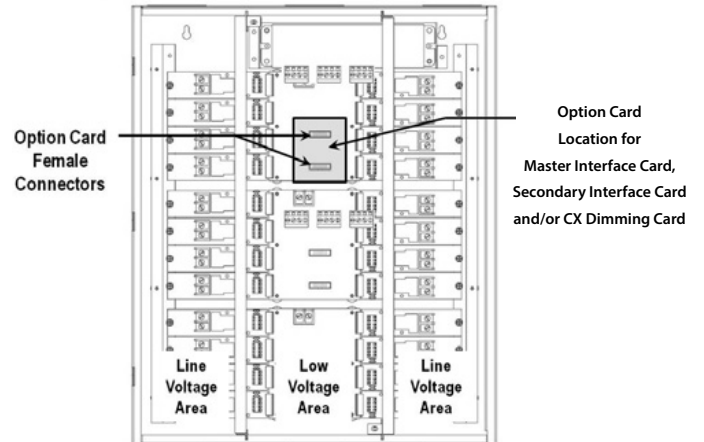 Option Card
Female
Connectors
Option Card
Location for
Master Interface Card,
Secondary Interface Card
and/or CX Dimming Card
Line
Voltage
Area
Low
Voltage
Area
Line
Voltage
Area